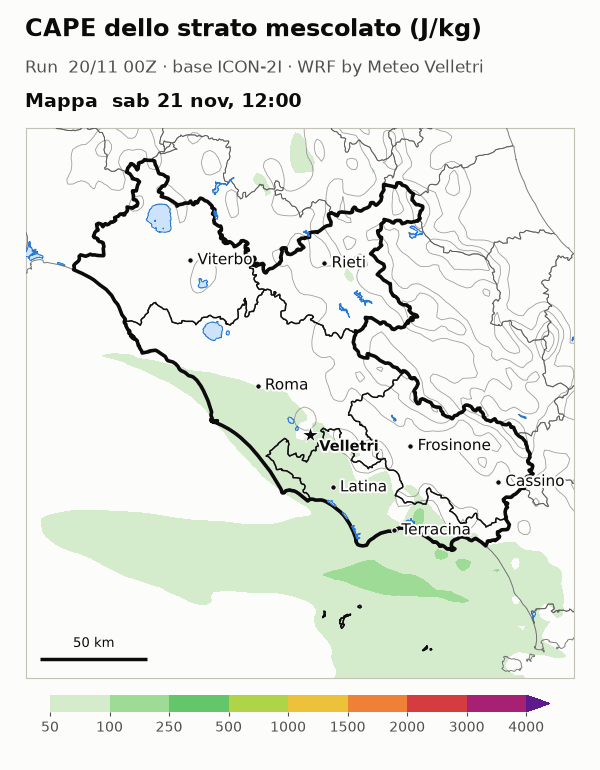 CAPE dello strato mescolato (J/kg)
Run  20/11 00Z · base ICON-2I · WRF by Meteo Velletri
Mappa  sab 21 nov, 12:00
Viterbo
Rieti
Roma
Velletri
Frosinone
Cassino
Latina
Terracina
50 km
50 100 250 500 1000 1500 2000 3000 4000